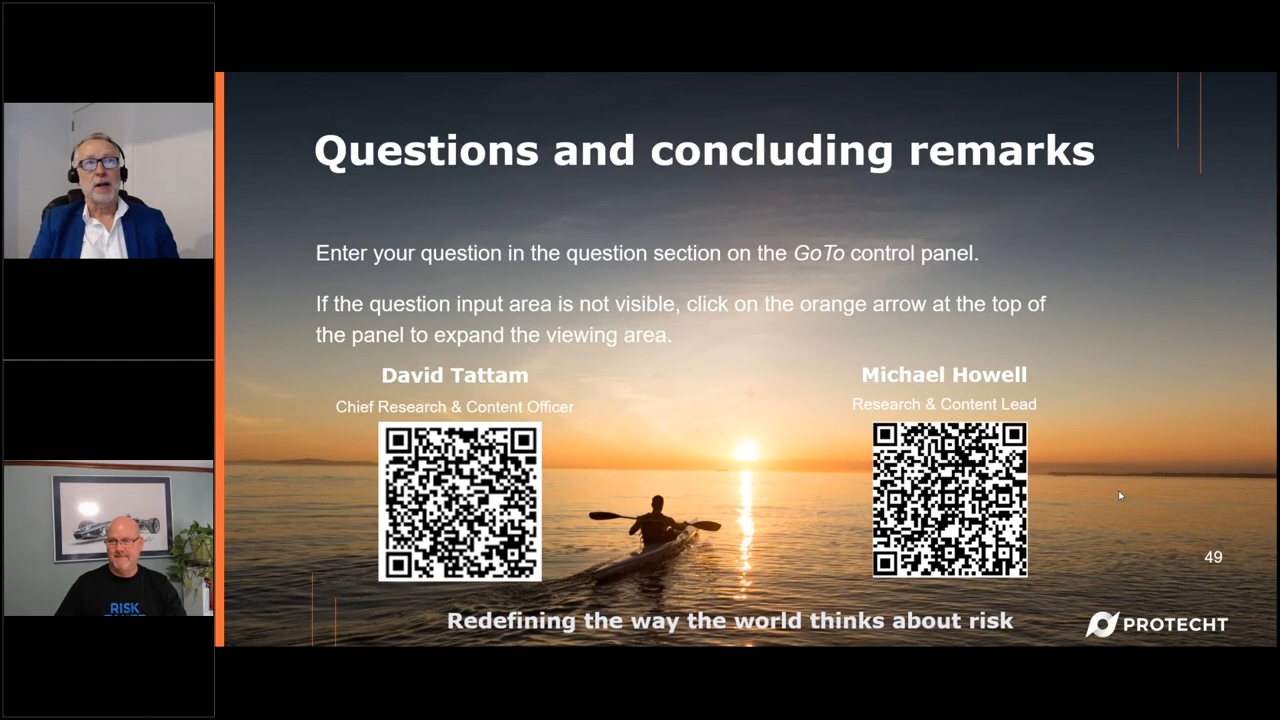 Questions and concluding remarks
Enter your question in the question section on the GoTo control panel.
If the question input area is not visible, click on the orange arrow at the top of
the panel to expand the viewing area.
David Tattam
Chief Research & Content Officer
Michael Howell
Research & Content Lead
49
Redefining the way the world thinks about risk
PROTECHT
RISK